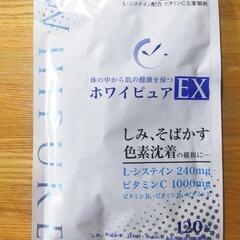 L-システイン配合 ビタミンC主薬製剤
体の中から肌の健康を保つ
ホワイピュア EX
しみ、そばかす
色素沈着の緩和に…
L-システイン 240mg
ビタミンC 1000mg
120
WHIPURE